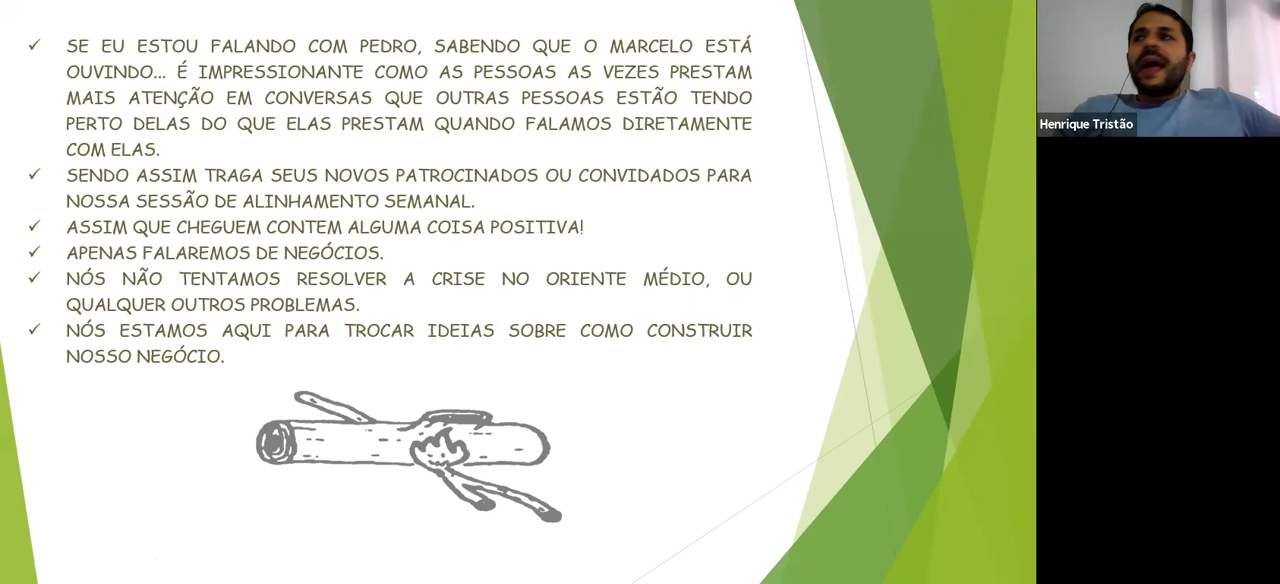 SE EU ESTOU FALANDO COM PEDRO, SABENDO QUE O MARCELO ESTÁ
OUVINDO... É IMPRESSIONANTE COMO AS PESSOAS AS VEZES PRESTAM
MAIS ATENÇÃO EM CONVERSAS QUE OUTRAS PESSOAS ESTÃO TENDO
PERTO DELAS DO QUE ELAS PRESTAM QUANDO FALAMOS DIRETAMENTE
COM ELAS.
SENDO ASSIM TRAGA SEUS NOVOS PATROCINADOS OU CONVIDADOS PARA
NOSSA SESSÃO DE ALINHAMENTO SEMANAL.
ASSIM QUE CHEGUEM CONTEM ALGUMA COISA POSITIVA!
APENAS FALAREMOS DE NEGÓCIOS.
NÓS NÃO TENTAMOS RESOLVER A CRISE NO ORIENTE MÉDIO, OU
QUALQUER OUTROS PROBLEMAS.
NÓS ESTAMOS AQUI PARA TROCAR IDEIAS SOBRE COMO CONSTRUIR
NOSSO NEGÓCIO.
Henrique Tristão